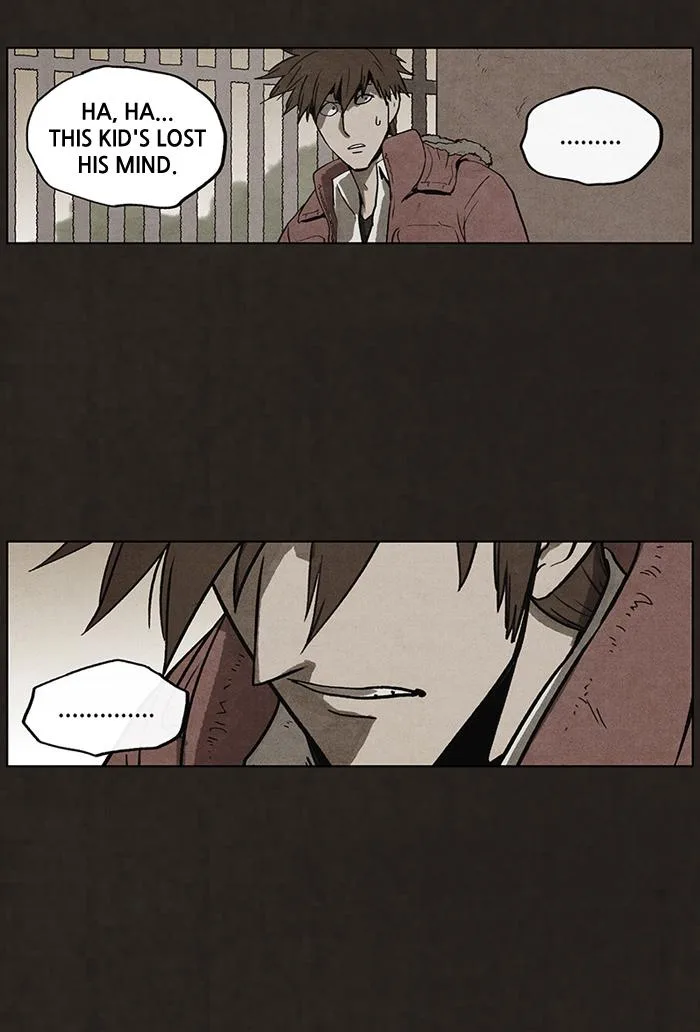 HA, HA...
THIS KID'S LOST
HIS MIND.
.........
..............